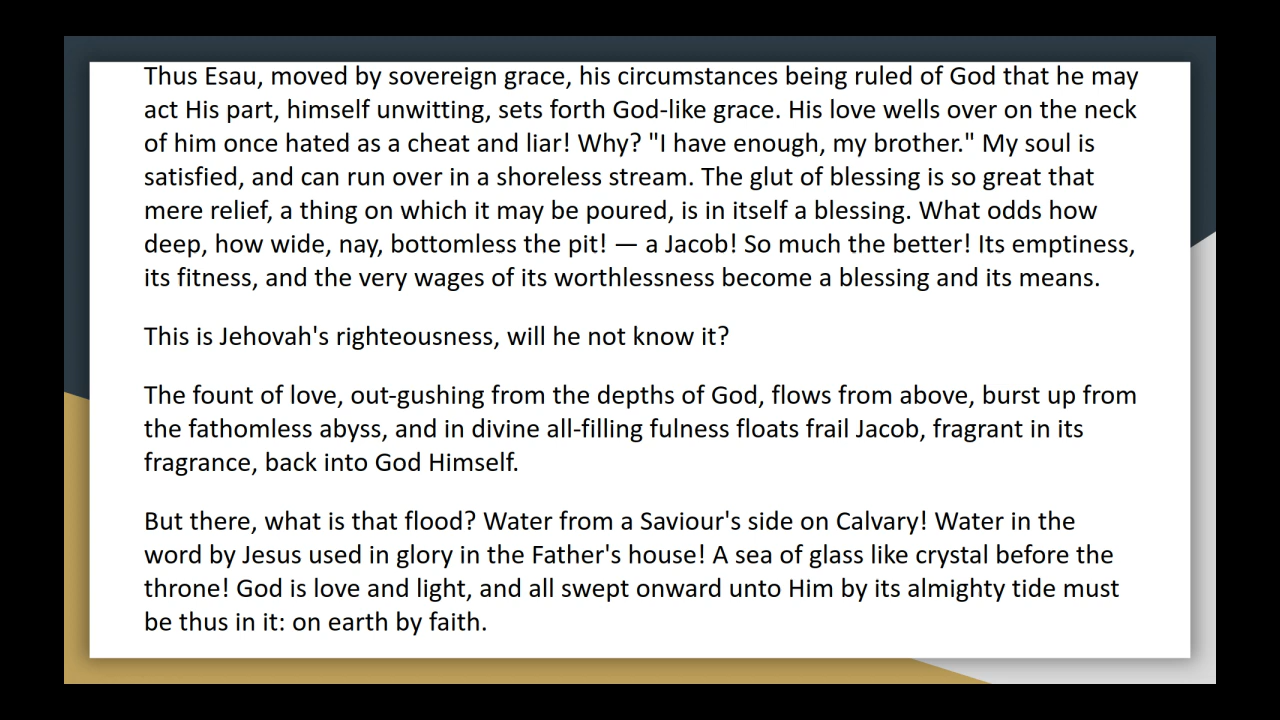 Thus Esau, moved by sovereign grace, his circumstances being ruled of God that he may
act His part, himself unwitting, sets forth God-like grace. His love wells over on the neck
of him once hated as a cheat and liar! Why? "I have enough, my brother." My soul is
satisfied, and can run over in a shoreless stream. The glut of blessing is so great that
mere relief, a thing on which it may be poured, is in itself a blessing. What odds how
deep, how wide, nay, bottomless the pit! — a Jacob! So much the better! Its emptiness,
its fitness, and the very wages of its worthlessness become a blessing and its means.
This is Jehovah's righteousness, will he not know it?
The fount of love, out-gushing from the depths of God, flows from above, burst up from
the fathomless abyss, and in divine all-filling fulness floats frail Jacob, fragrant in its
fragrance, back into God Himself.
But there, what is that flood? Water from a Saviour's side on Calvary! Water in the
word by Jesus used in glory in the Father's house! A sea of glass like crystal before the
throne! God is love and light, and all swept onward unto Him by its almighty tide must
be thus in it: on earth by faith.